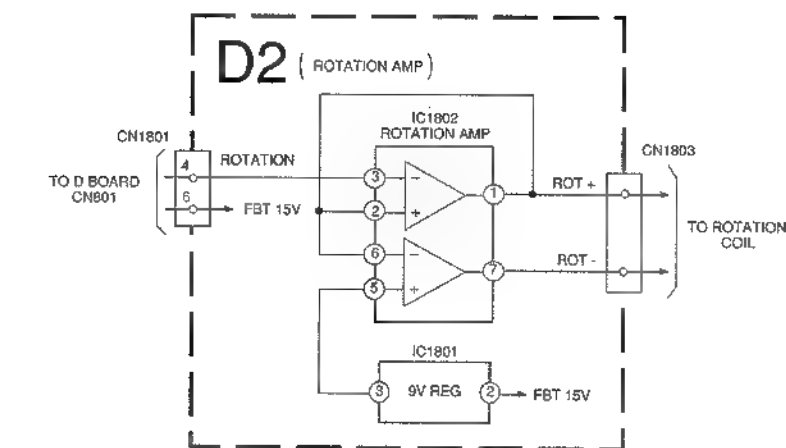 D2 ( ROTATION AMP )
IC1802
ROTATION AMP
CN1801
CN1803
4 ROTATION
TO D BOARD
CN801
6 FBT 15V
3 -
2 +
1 ROT +
6 -
5 +
7 ROT -
TO ROTATION
COIL
IC1801
3 9V REG 2 FBT 15V